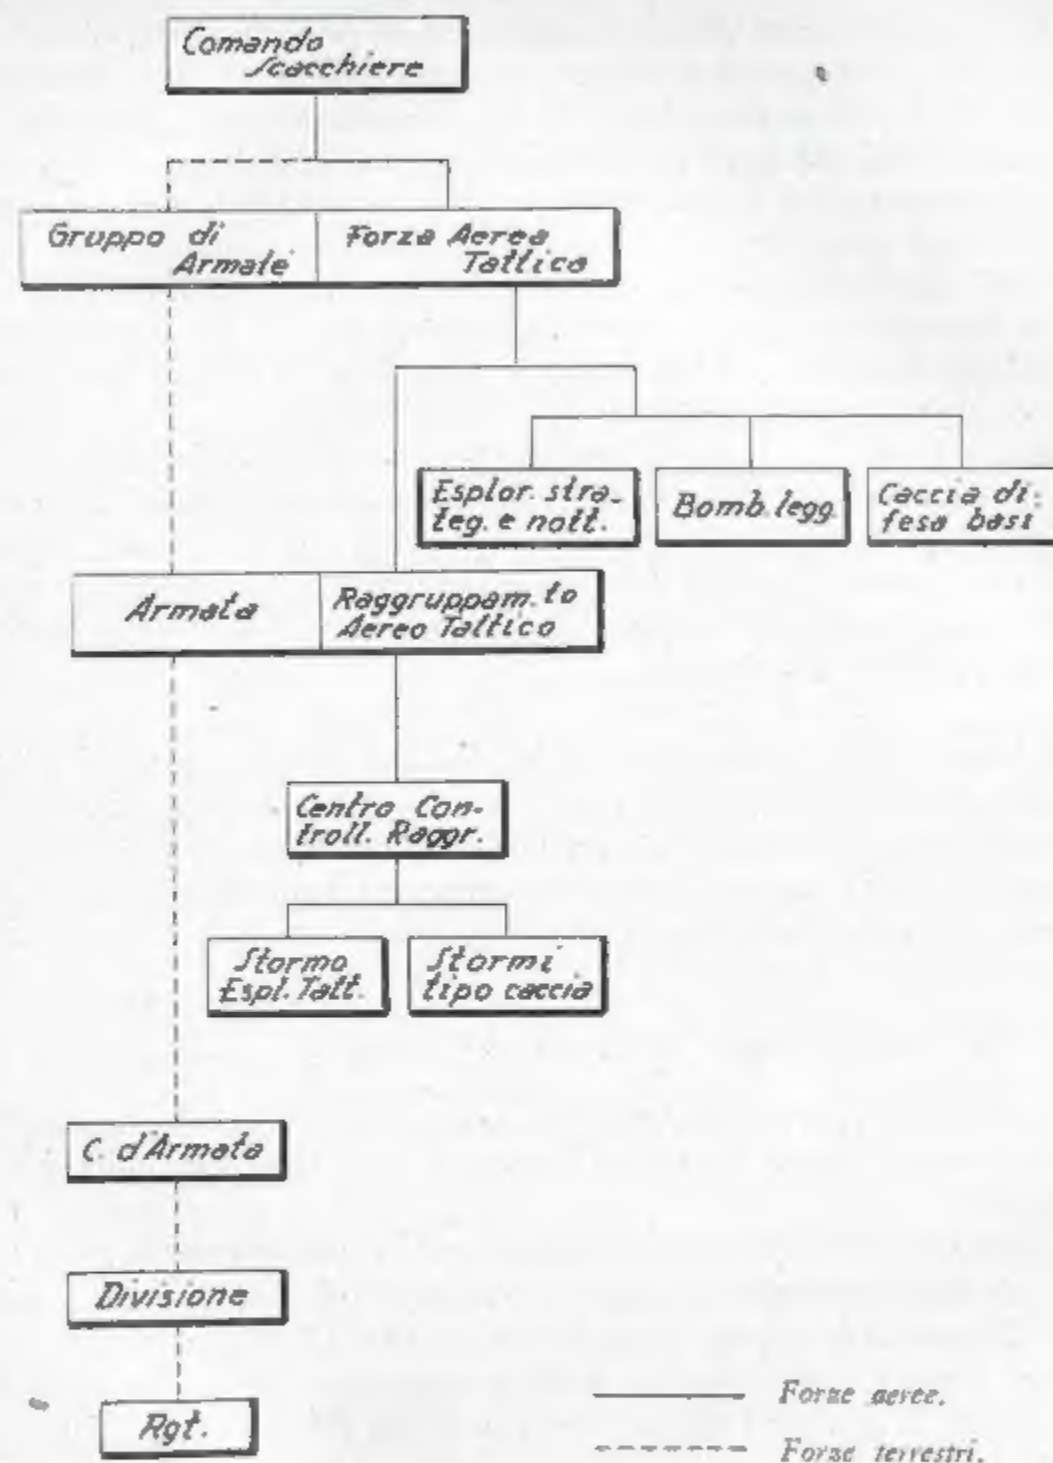 Comando
Scacchiere
Gruppo di
Armate
Forza Aerea
Tattica
Esplor. stra-
teg. e nott.
Bomb. legg.
Caccia di-
fesa basi
Armata
Raggruppam.to
Aereo Tattico
Centro Con-
troll. Raggr.
Stormo
Espl. Tatt.
Stormi
tipo caccia
C. d'Armata
Divisione
Rgt.
Forze aeree.
Forze terrestri.